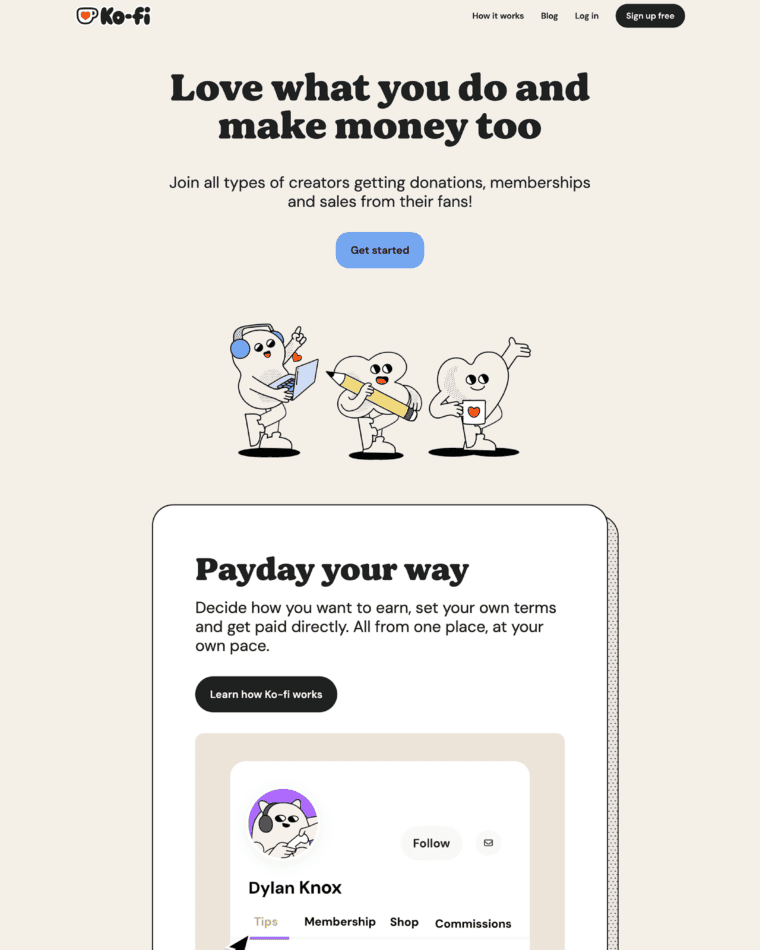 Ko-fi
How it works
Blog
Log in
Sign up free
Love what you do and
make money too
Join all types of creators getting donations, memberships
and sales from their fans!
Get started
Payday your way
Decide how you want to earn, set your own terms
and get paid directly. All from one place, at your
own pace.
Learn how Ko-fi works
Follow
Dylan Knox
Tips
Membership
Shop
Commissions